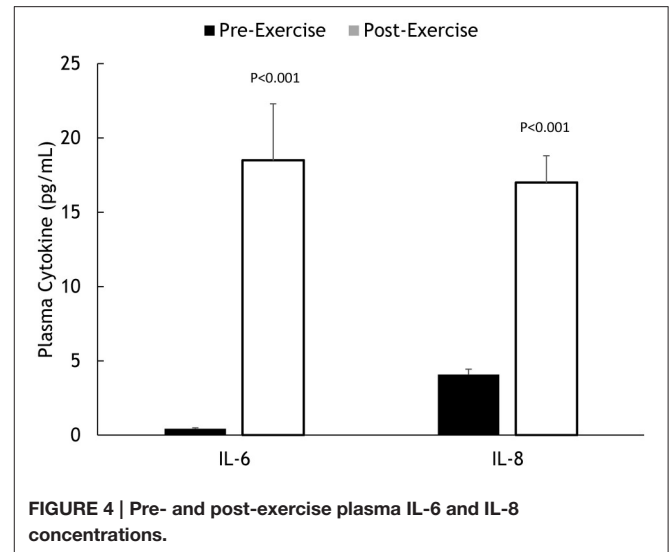 Pre-Exercise Post-Exercise
25
P<0.001
20
P<0.001
15
10
5
0
Plasma Cytokine (pg/mL)
IL-6 IL-8
FIGURE 4 | Pre- and post-exercise plasma IL-6 and IL-8
concentrations.